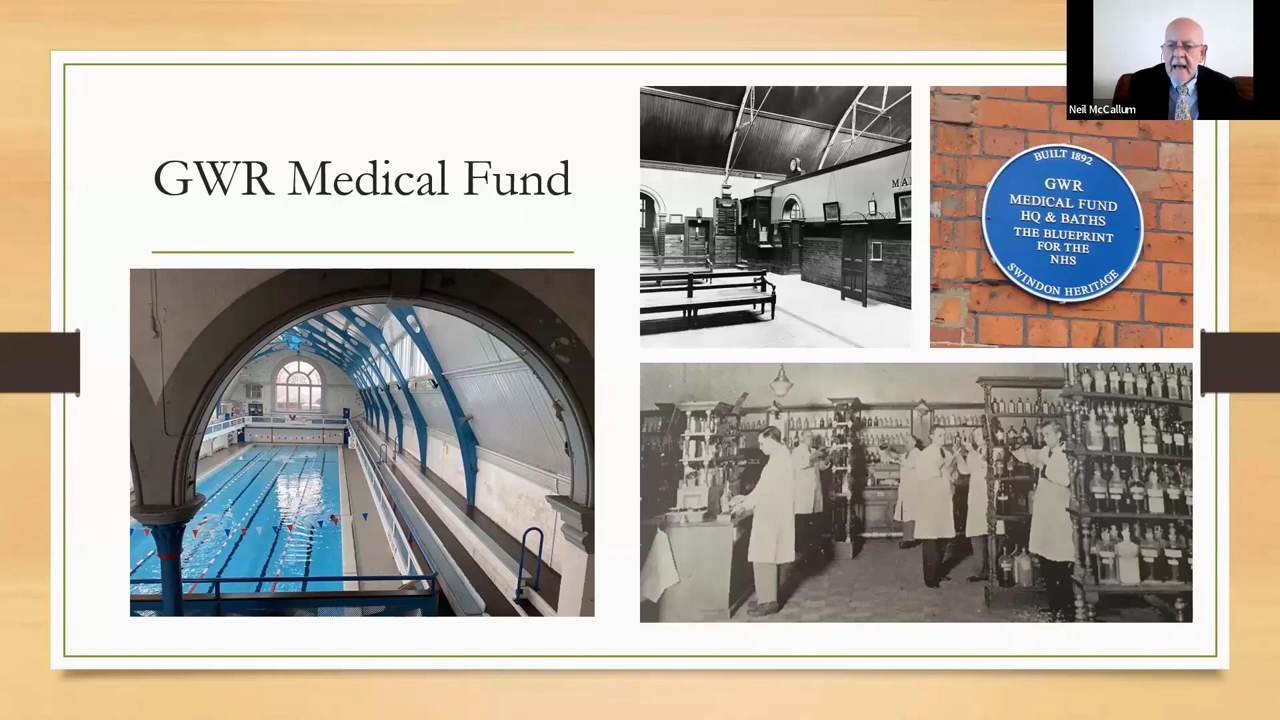 Neil McCallum
GWR Medical Fund
MA
BUILT 1892
GWR
MEDICAL FUND
HQ & BATHS
THE BLUEPRINT
FOR THE
NHS
SWINDON HERITAGE